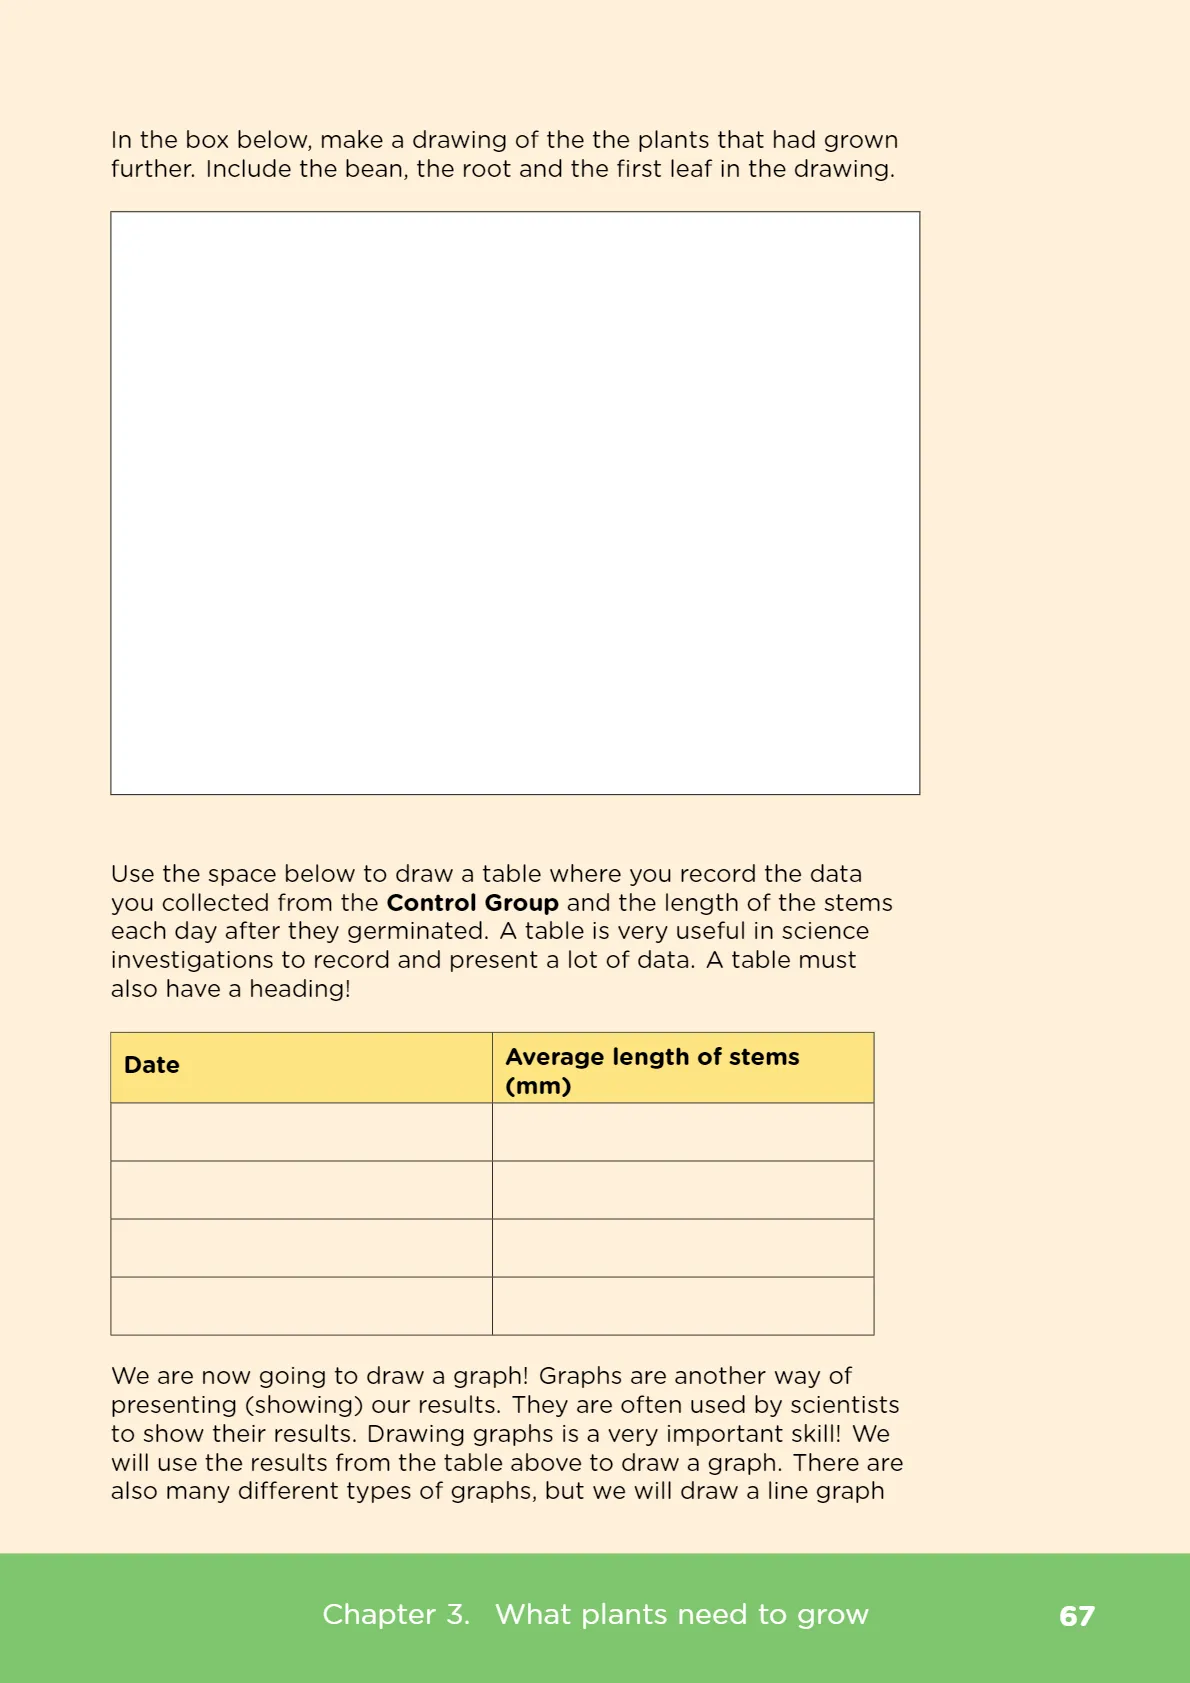 In the box below, make a drawing of the the plants that had grown
further. Include the bean, the root and the first leaf in the drawing.
Use the space below to draw a table where you record the data
you collected from the Control Group and the length of the stems
each day after they germinated. A table is very useful in science
investigations to record and present a lot of data. A table must
also have a heading!
Date
Average length of stems
(mm)
We are now going to draw a graph! Graphs are another way of
presenting (showing) our results. They are often used by scientists
to show their results. Drawing graphs is a very important skill! We
will use the results from the table above to draw a graph. There are
also many different types of graphs, but we will draw a line graph
Chapter 3. What plants need to grow
67